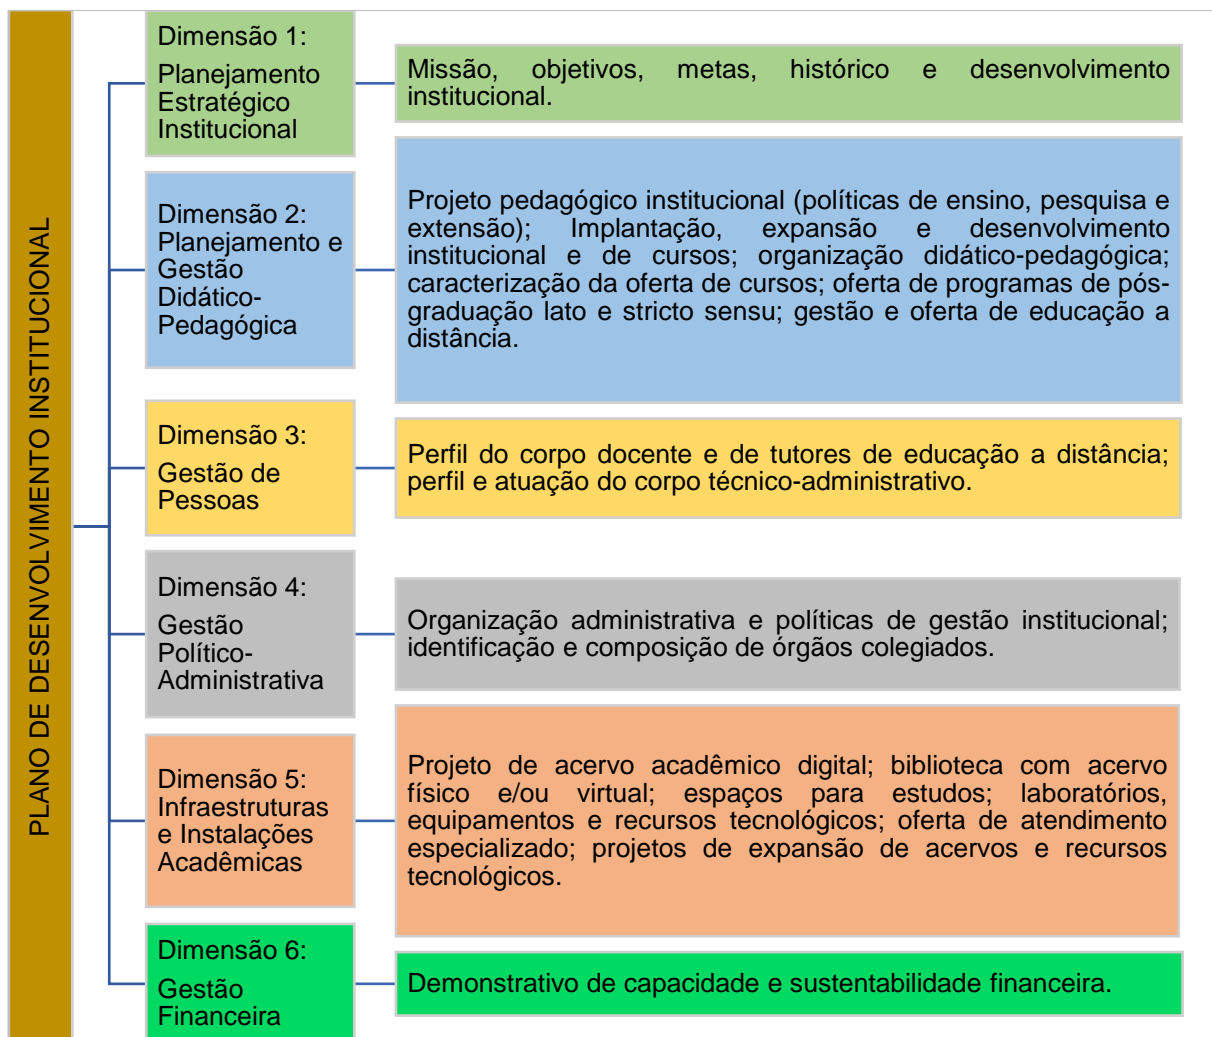 PLANO DE DESENVOLVIMENTO INSTITUCIONAL
Dimensão 1:
Planejamento
Estratégico
Institucional
Missão, objetivos, metas, histórico e desenvolvimento
institucional.
Dimensão 2:
Planejamento e
Gestão
Didático-
Pedagógica
Projeto pedagógico institucional (políticas de ensino, pesquisa e
extensão); Implantação, expansão e desenvolvimento
institucional e de cursos; organização didático-pedagógica;
caracterização da oferta de cursos; oferta de programas de pós-
graduação lato e stricto sensu; gestão e oferta de educação a
distância.
Dimensão 3:
Gestão de
Pessoas
Perfil do corpo docente e de tutores de educação a distância;
perfil e atuação do corpo técnico-administrativo.
Dimensão 4:
Gestão
Político-
Administrativa
Organização administrativa e políticas de gestão institucional;
identificação e composição de órgãos colegiados.
Dimensão 5:
Infraestruturas
e Instalações
Acadêmicas
Projeto de acervo acadêmico digital; biblioteca com acervo
físico e/ou virtual; espaços para estudos; laboratórios,
equipamentos e recursos tecnológicos; oferta de atendimento
especializado; projetos de expansão de acervos e recursos
tecnológicos.
Dimensão 6:
Gestão
Financeira
Demonstrativo de capacidade e sustentabilidade financeira.